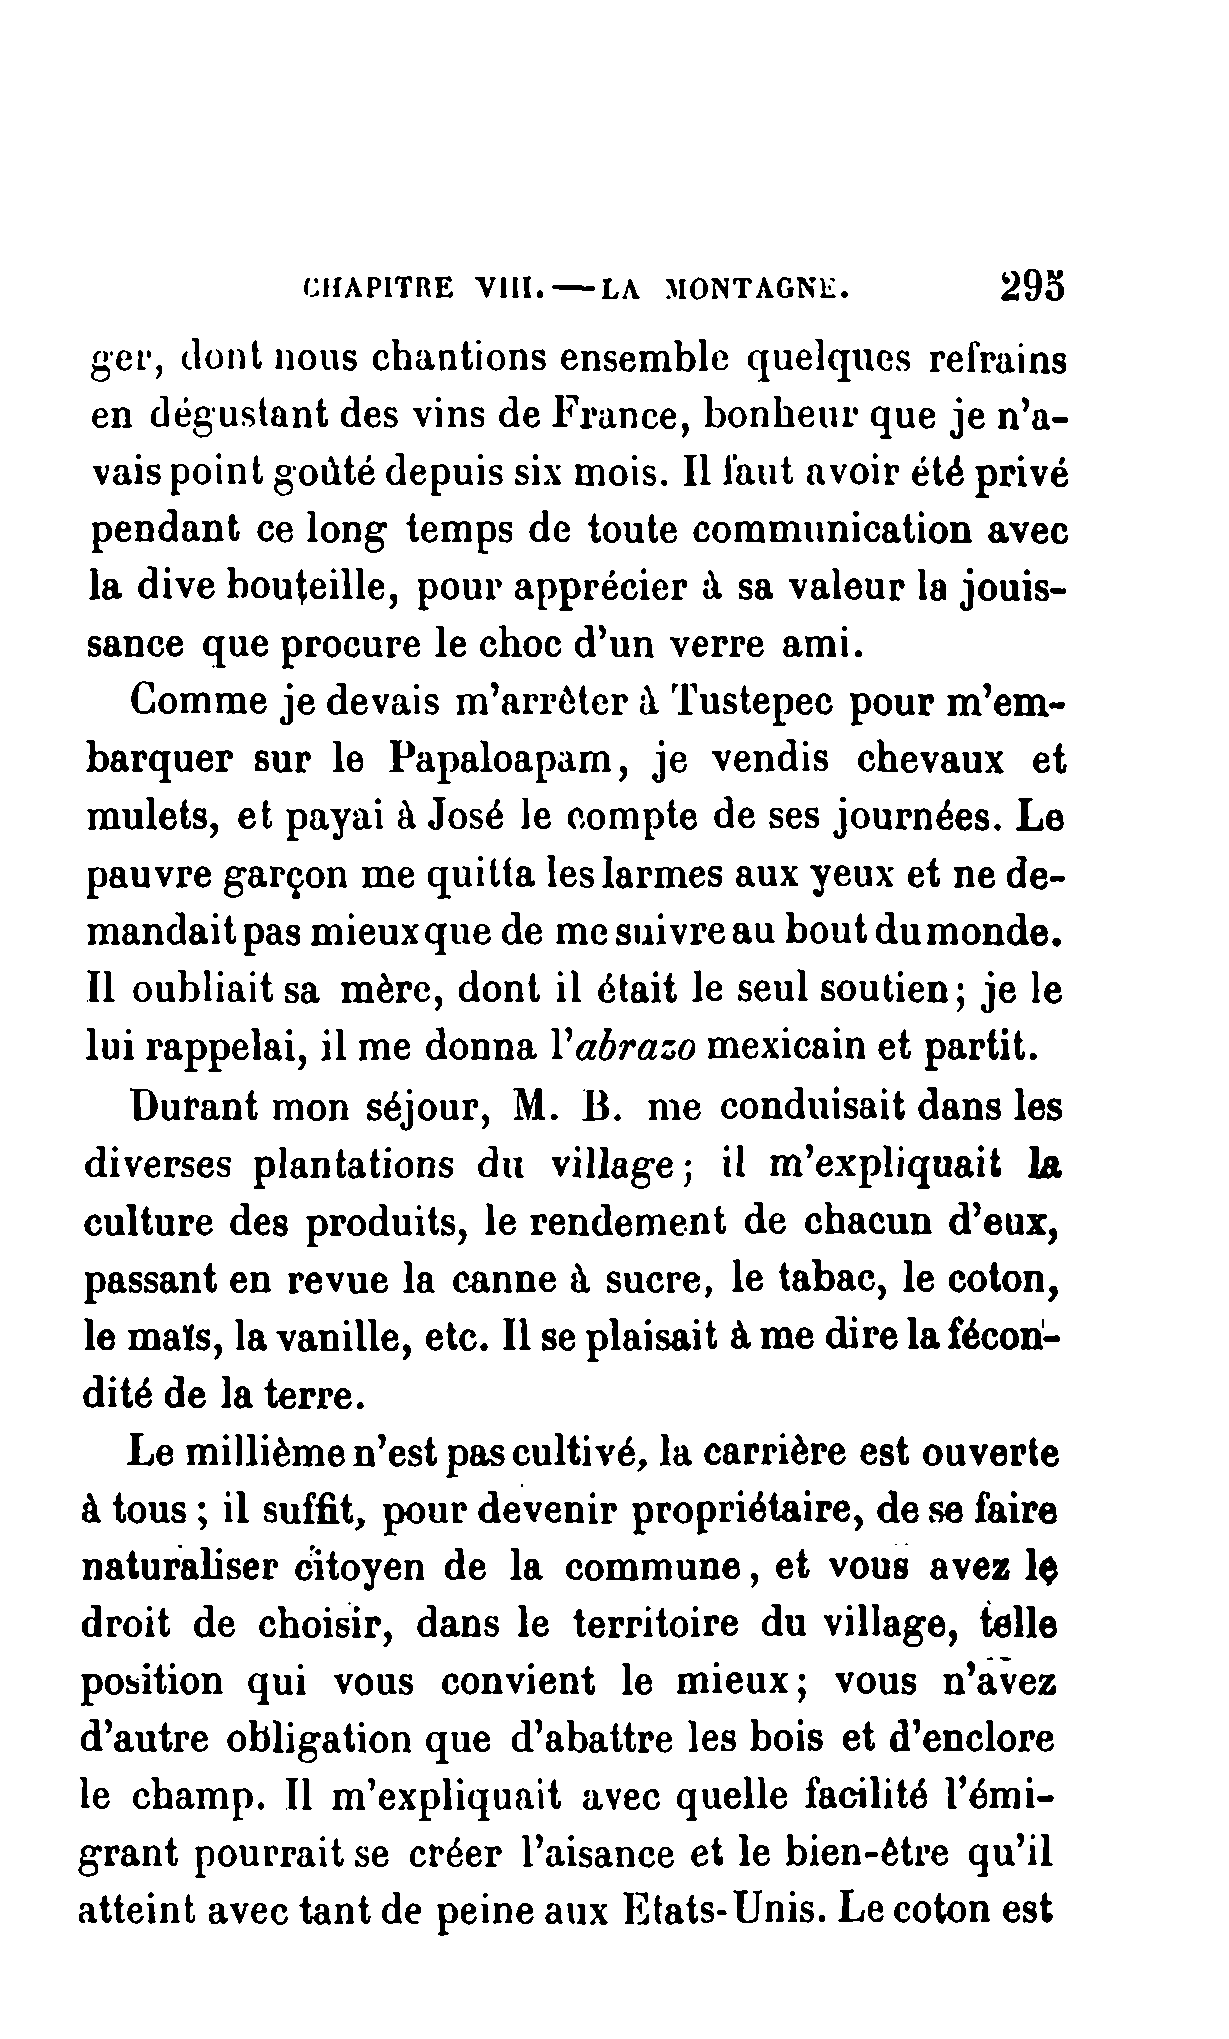 CHAPITRE VIII.—LA MONTAGNE. 295
ger, dont nous chantions ensemble quelques refrains
en dégustant des vins de France, bonheur que je n'a-
vais point goûté depuis six mois. Il faut avoir été privé
pendant ce long temps de toute communication avec
la dive bouteille, pour apprécier à sa valeur la jouis-
sance que procure le choc d'un verre ami.
Comme je devais m'arrêter à Tustepec pour m'em-
barquer sur le Papaloapam, je vendis chevaux et
mulets, et payai à José le compte de ses journées. Le
pauvre garçon me quitta les larmes aux yeux et ne de-
mandait pas mieux que de me suivre au bout du monde.
Il oubliait sa mère, dont il était le seul soutien; je le
lui rappelai, il me donna l'abrazo mexicain et partit.
Durant mon séjour, M. B. me conduisait dans les
diverses plantations du village; il m'expliquait la
culture des produits, le rendement de chacun d'eux,
passant en revue la canne à sucre, le tabac, le coton,
le maïs, la vanille, etc. Il se plaisait à me dire la fécon-
dité de la terre.
Le millième n'est pas cultivé, la carrière est ouverte
à tous; il suffit, pour devenir propriétaire, de se faire
naturaliser citoyen de la commune, et vous avez le
droit de choisir, dans le territoire du village, telle
position qui vous convient le mieux; vous n'avez
d'autre obligation que d'abattre les bois et d'enclore
le champ. Il m'expliquait avec quelle facilité l'émi-
grant pourrait se créer l'aisance et le bien-être qu'il
atteint avec tant de peine aux Etats-Unis. Le coton est